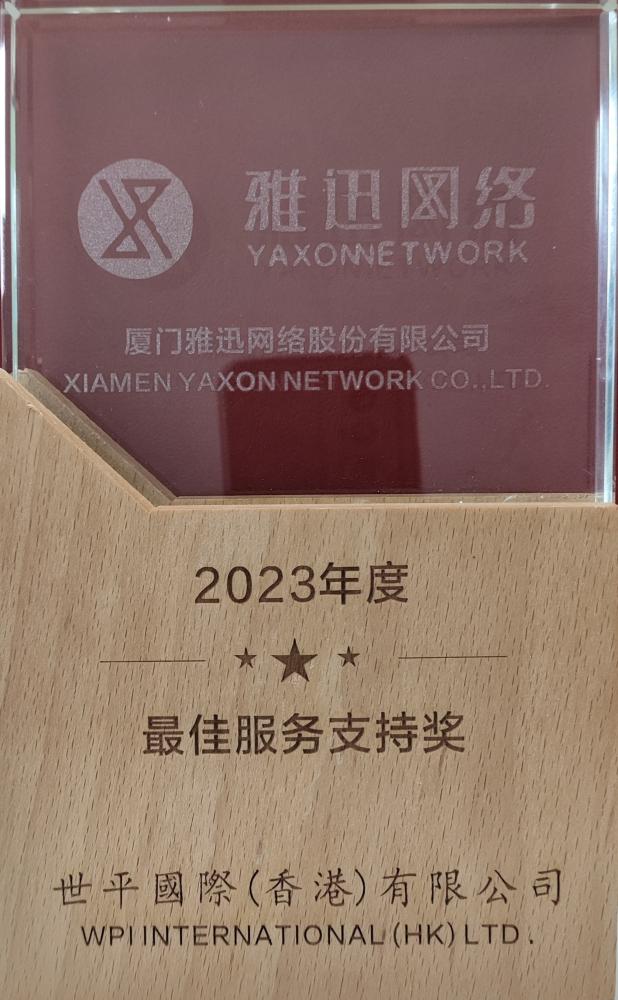 雅迅网络
YAXONNETWORK
厦门雅迅网络股份有限公司
XIAMEN YAXON NETWORK CO.,LTD.
2023年度
最佳服务支持奖
世平國際(香港)有限公司
WPI INTERNATIONAL (HK) LTD.